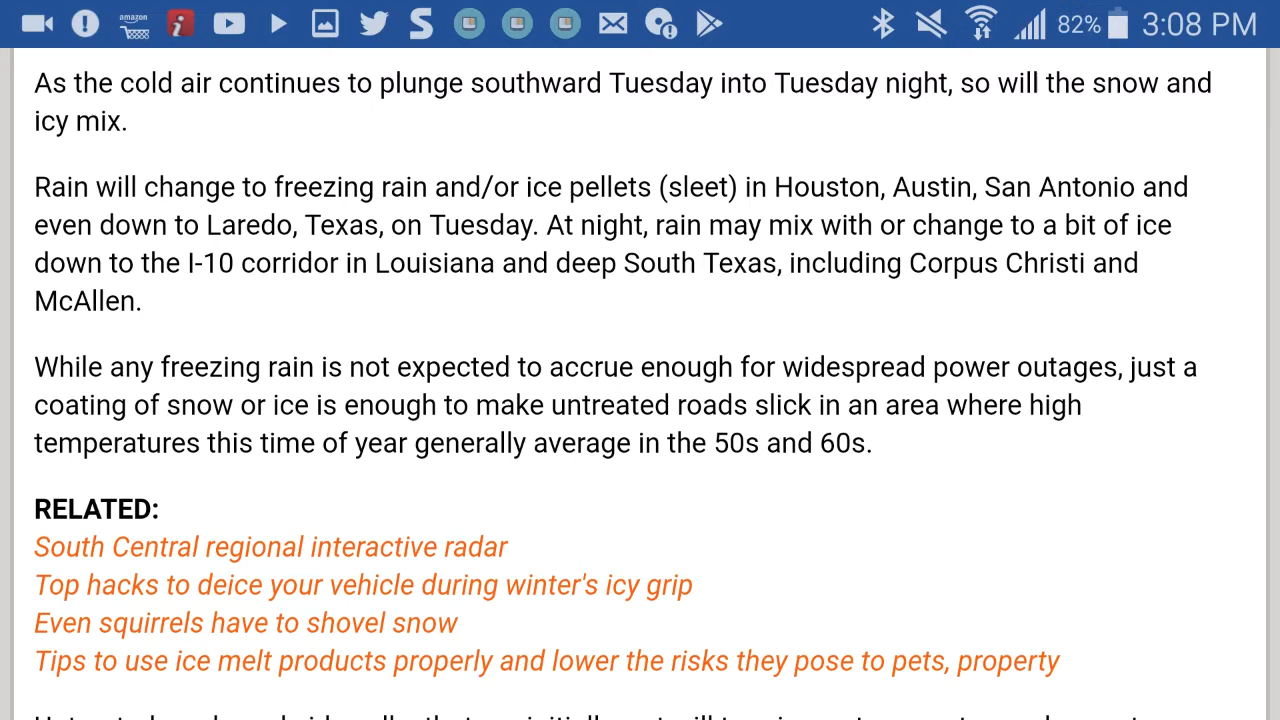 amazon
82% 3:08 PM
As the cold air continues to plunge southward Tuesday into Tuesday night, so will the snow and
icy mix.
Rain will change to freezing rain and/or ice pellets (sleet) in Houston, Austin, San Antonio and
even down to Laredo, Texas, on Tuesday. At night, rain may mix with or change to a bit of ice
down to the I-10 corridor in Louisiana and deep South Texas, including Corpus Christi and
McAllen.
While any freezing rain is not expected to accrue enough for widespread power outages, just a
coating of snow or ice is enough to make untreated roads slick in an area where high
temperatures this time of year generally average in the 50s and 60s.
RELATED:
South Central regional interactive radar
Top hacks to deice your vehicle during winter's icy grip
Even squirrels have to shovel snow
Tips to use ice melt products properly and lower the risks they pose to pets, property